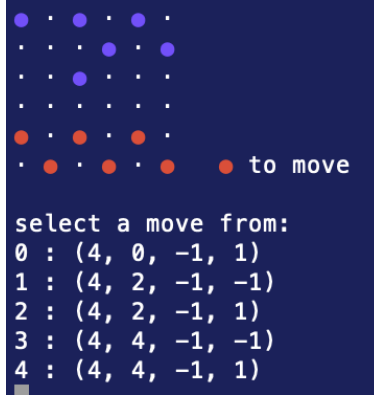 ● · ● · ● ·
· · · ● · ●
· · ● · · ·
· · · · · ·
● · ● · ● ·
· ● · ● · ● ● to move
select a move from:
0 : (4, 0, -1, 1)
1 : (4, 2, -1, -1)
2 : (4, 2, -1, 1)
3 : (4, 4, -1, -1)
4 : (4, 4, -1, 1)